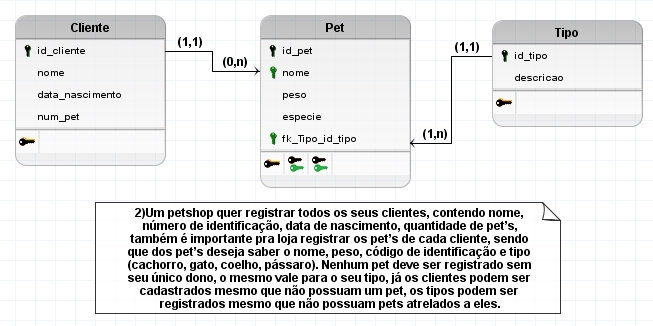 Cliente
id_cliente
nome
data_nascimento
num_pet
(1,1)
(0,n)
Pet
id_pet
nome
peso
especie
fk_Tipo_id_tipo
(1,1)
(1,n)
Tipo
id_tipo
descricao
2)Um petshop quer registrar todos os seus clientes, contendo nome,
número de identificação, data de nascimento, quantidade de pet's,
também é importante pra loja registrar os pet's de cada cliente, sendo
que dos pet's deseja saber o nome, peso, código de identificação e tipo
(cachorro, gato, coelho, pássaro). Nenhum pet deve ser registrado sem
seu único dono, o mesmo vale para o seu tipo, já os clientes podem ser
cadastrados mesmo que não possuam um pet, os tipos podem ser
registrados mesmo que não possuam pets atrelados a eles.